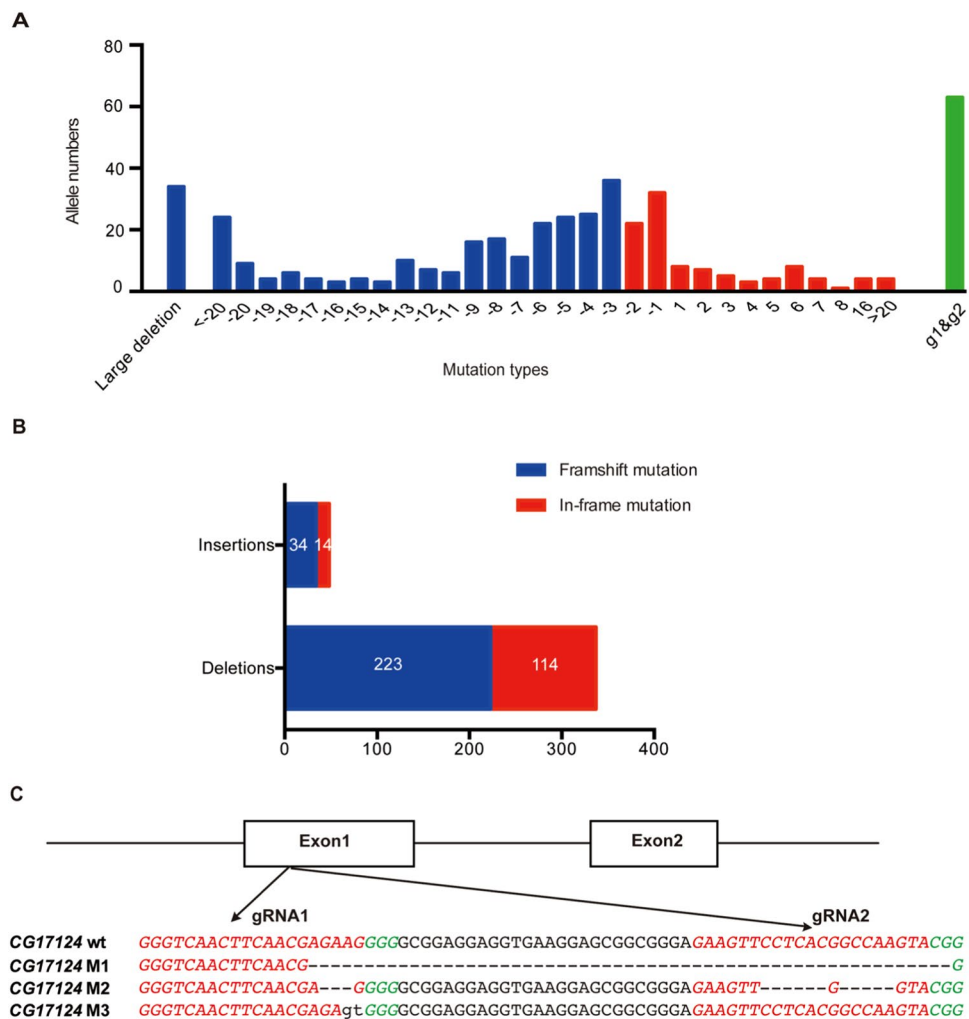 A
80
60
40
20
0
Allele numbers
Large deletion
<-20
-20
-19
-18
-17
-16
-15
-14
-13
-12
-11
-9
-8
-7
-6
-5
-4
-3
-2
-1
1
2
3
4
5
6
7
8
16
>20
g1&g2
Mutation types
B
Framshift mutation
In-frame mutation
Insertions
34 14
Deletions
223 114
0 100 200 300 400
C
Exon1 Exon2
gRNA1 gRNA2
CG17124 wt GGGTCAACTTCAACGAGAAGGGGGCGGAGGAGGTGAAGGAGCGGCGGGAGAAGTTCCTCACGGCCAAGTACGG
CG17124 M1 GGGTCAACTTCAACG---------------------------------------------------------G
CG17124 M2 GGGTCAACTTCAACGA---GGGGGCGGAGGAGGTGAAGGAGCGGCGGGAGAAGTT------G-----GTACGG
CG17124 M3 GGGTCAACTTCAACGAGAgtGGGGCGGAGGAGGTGAAGGAGCGGCGGGAGAAGTTCCTCACGGCCAAGTACGG